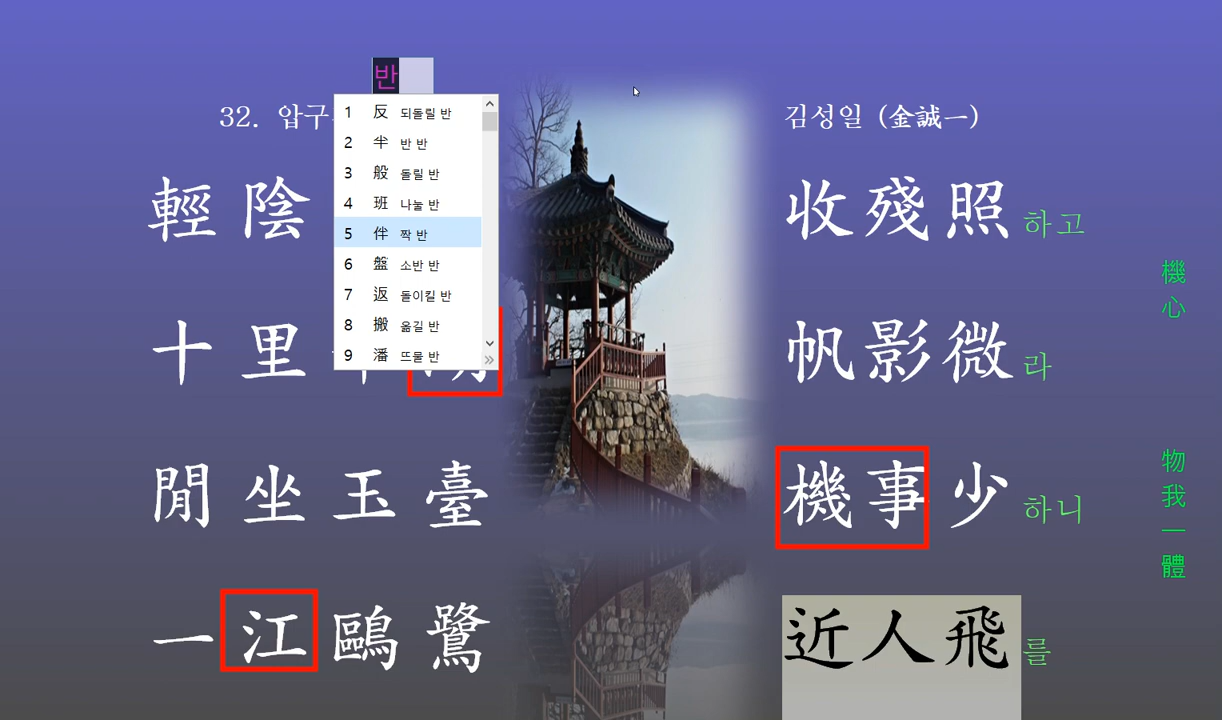 반
32. 압구
김성일 (金誠一)
1 反 되돌릴 반
2 半 반 반
3 般 돌릴 반
4 班 나눌 반
5 伴 짝 반
6 盤 소반 반
7 返 돌이킬 반
8 搬 옮길 반
9 潘 뜨물 반
輕陰 收殘照하고
十里 帆影微라
閒坐玉臺 機事少하니
一江鷗鷺 近人飛를
機心
物我一體